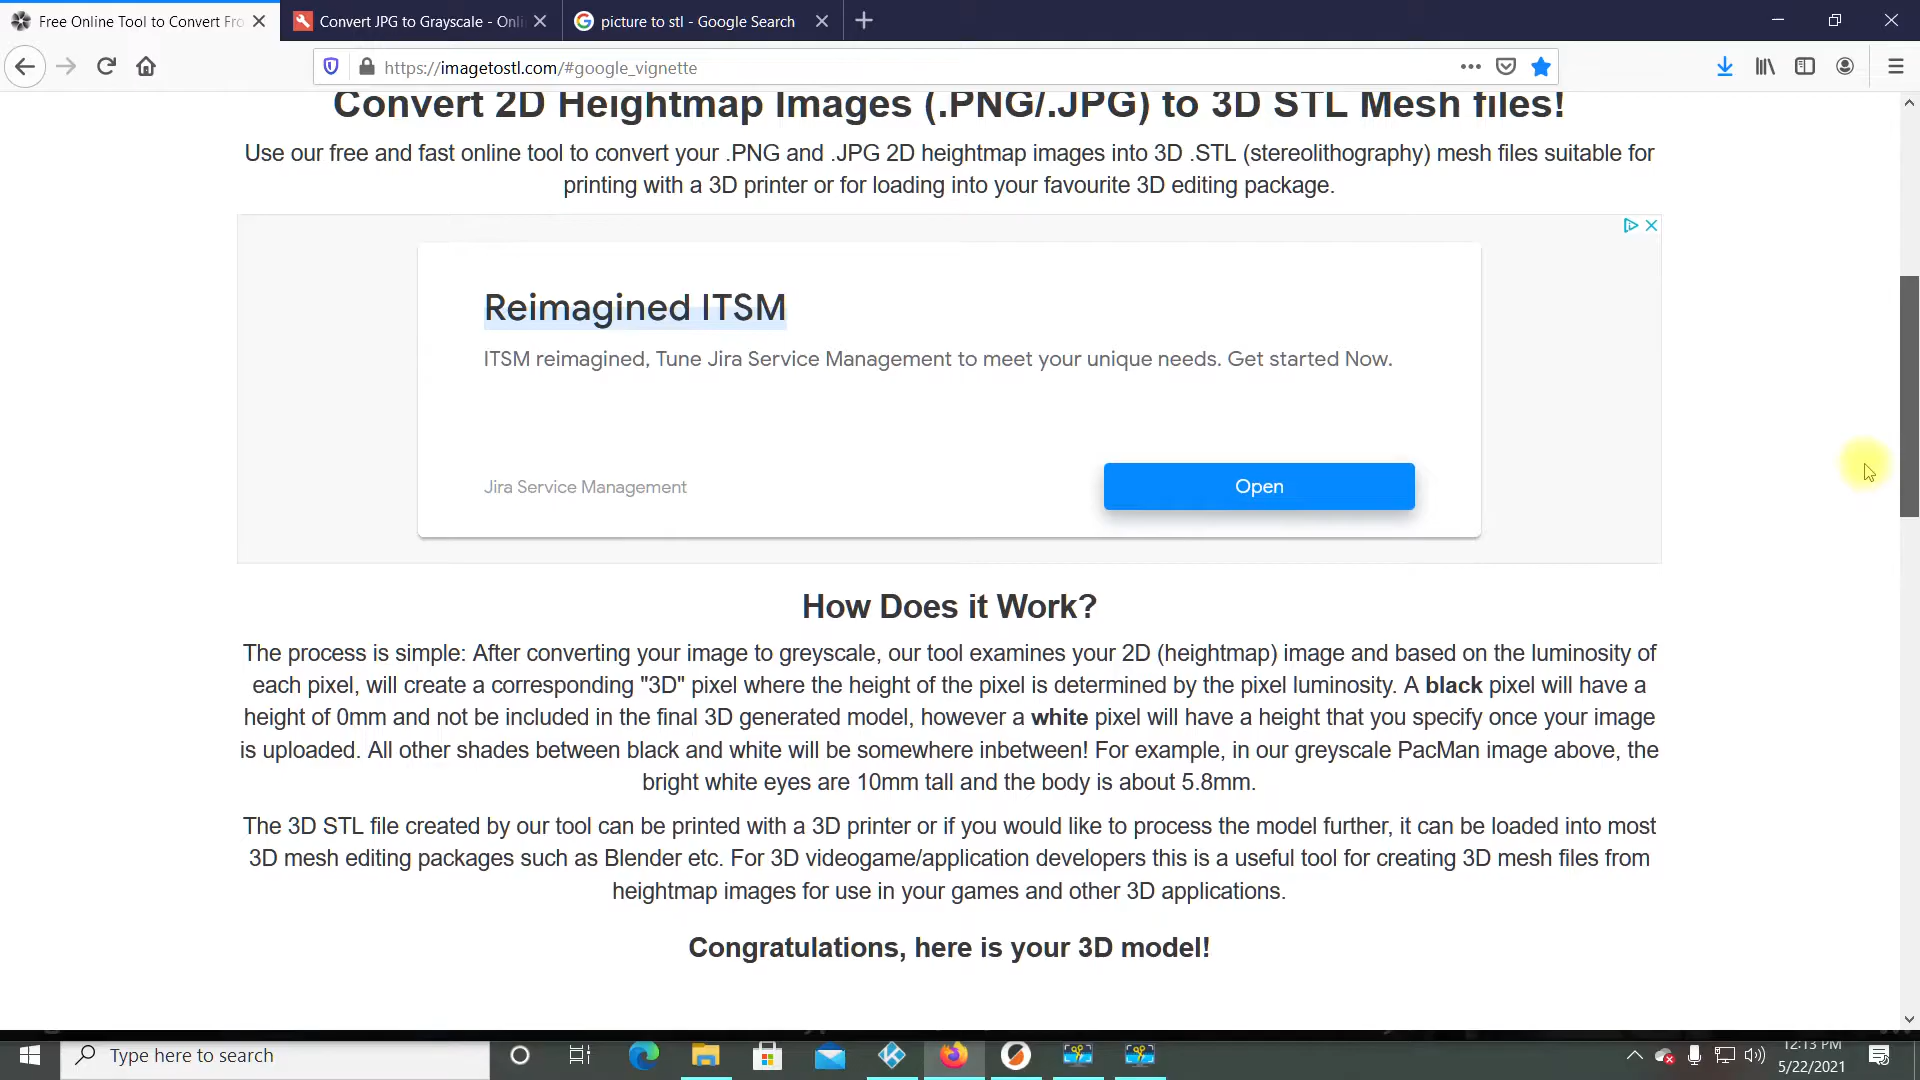 Free Online Tool to Convert Fro
Convert JPG to Grayscale - Onli
picture to stl - Google Search
https://imagetostl.com/#google_vignette
Convert 2D Heightmap Images (.PNG/.JPG) to 3D STL Mesh files!
Use our free and fast online tool to convert your .PNG and .JPG 2D heightmap images into 3D .STL (stereolithography) mesh files suitable for
printing with a 3D printer or for loading into your favourite 3D editing package.
Reimagined ITSM
ITSM reimagined, Tune Jira Service Management to meet your unique needs. Get started Now.
Jira Service Management
Open
How Does it Work?
The process is simple: After converting your image to greyscale, our tool examines your 2D (heightmap) image and based on the luminosity of
each pixel, will create a corresponding "3D" pixel where the height of the pixel is determined by the pixel luminosity. A black pixel will have a
height of 0mm and not be included in the final 3D generated model, however a white pixel will have a height that you specify once your image
is uploaded. All other shades between black and white will be somewhere inbetween! For example, in our greyscale PacMan image above, the
bright white eyes are 10mm tall and the body is about 5.8mm.
The 3D STL file created by our tool can be printed with a 3D printer or if you would like to process the model further, it can be loaded into most
3D mesh editing packages such as Blender etc. For 3D videogame/application developers this is a useful tool for creating 3D mesh files from
heightmap images for use in your games and other 3D applications.
Congratulations, here is your 3D model!
Type here to search
12:13 PM
5/22/2021